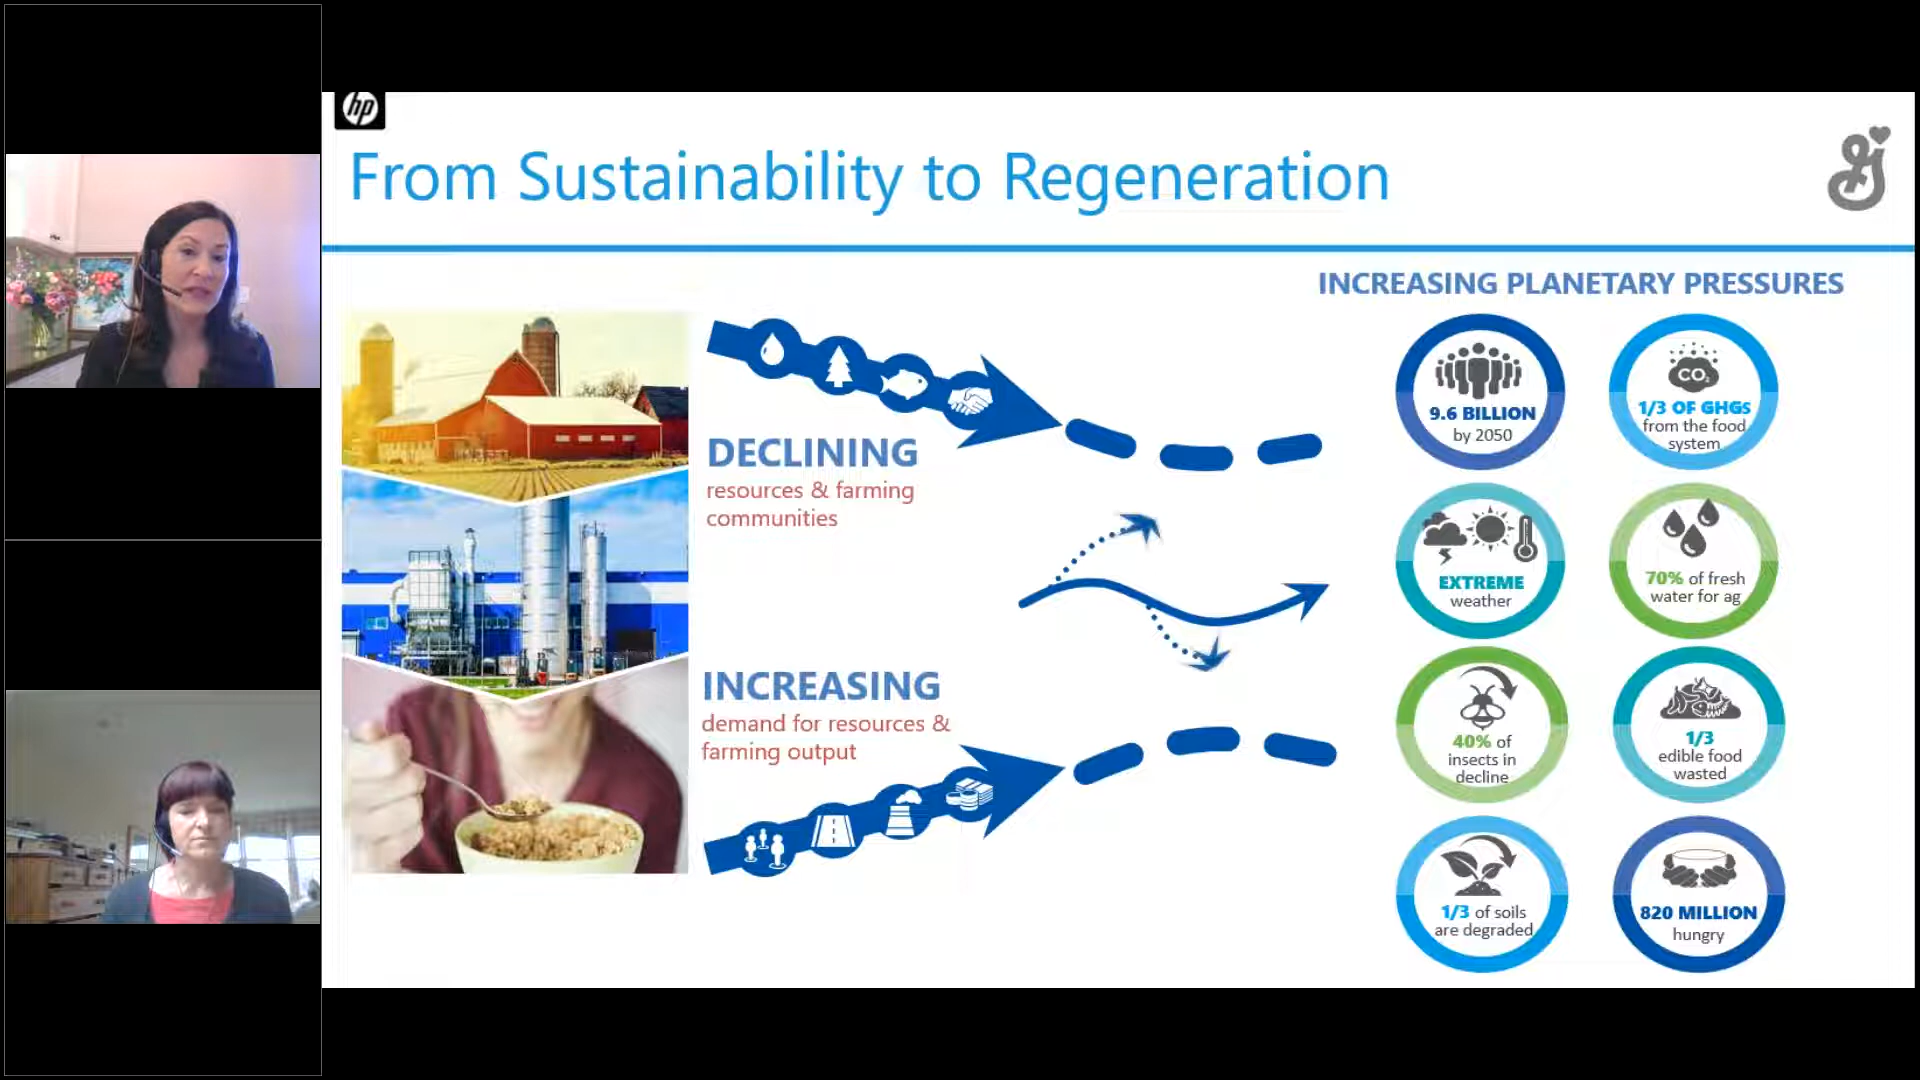 hp
From Sustainability to Regeneration
INCREASING PLANETARY PRESSURES
DECLINING
resources & farming
communities
INCREASING
demand for resources &
farming output
9.6 BILLION
by 2050
CO2
1/3 OF GHGs
from the food
system
EXTREME
weather
70% of fresh
water for ag
40% of
insects in
decline
1/3
edible food
wasted
1/3 of soils
are degraded
820 MILLION
hungry